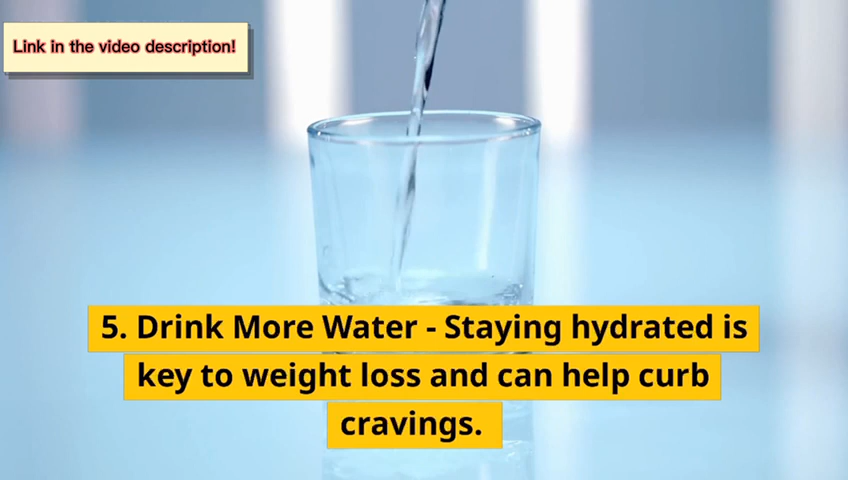 Link in the video description!
5. Drink More Water - Staying hydrated is
key to weight loss and can help curb
cravings.